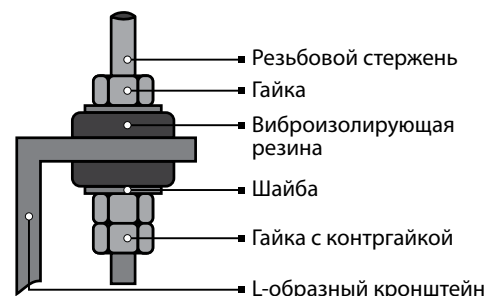 Резьбовой стержень
Гайка
Виброизолирующая
резина
Шайба
Гайка с контргайкой
L-образный кронштейн